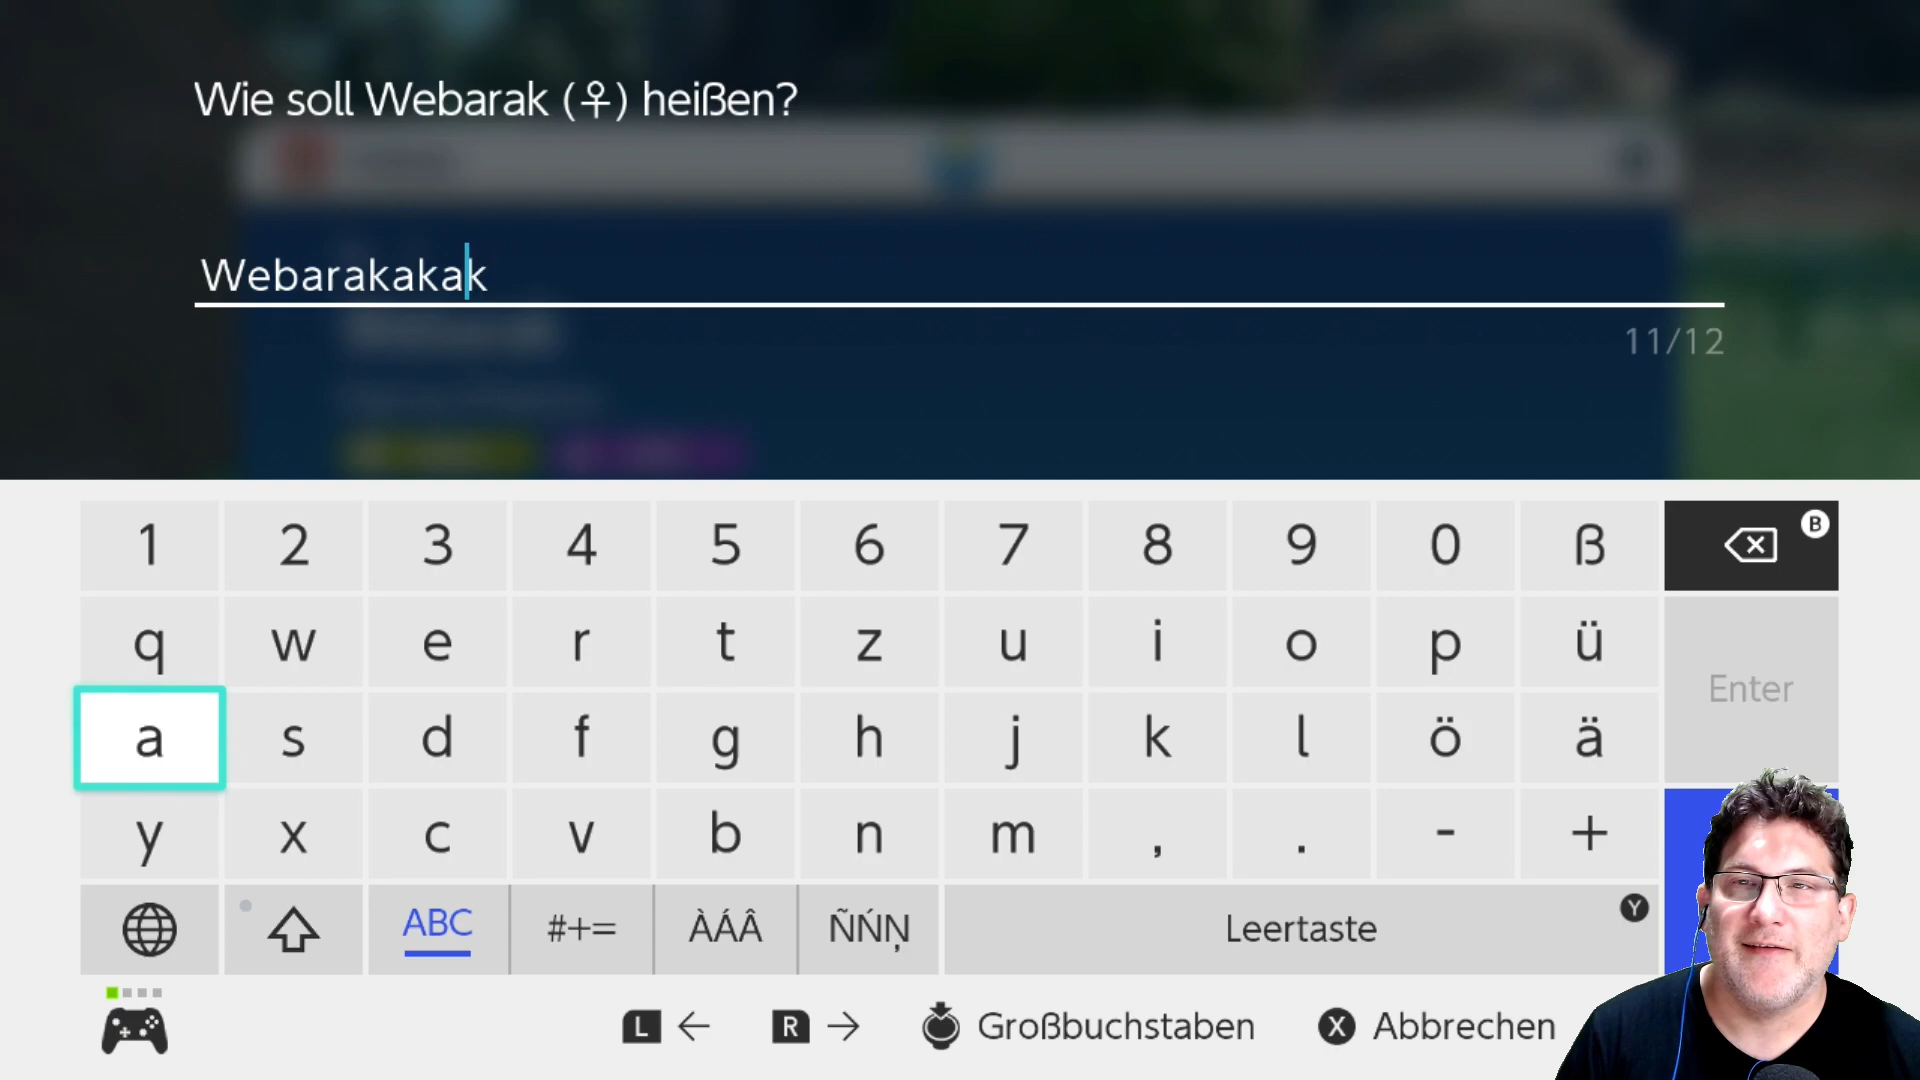 Wie soll Webarak (♀) heißen?
Webarakakak
11/12
1 2 3 4 5 6 7 8 9 0 ß B
q w e r t z u i o p ü Enter
a s d f g h j k l ö ä
y x c v b n m , . - +
ABC #+= ÀÁÂ ÑŃŅ Leertaste Y
L ← R → Großbuchstaben X Abbrechen